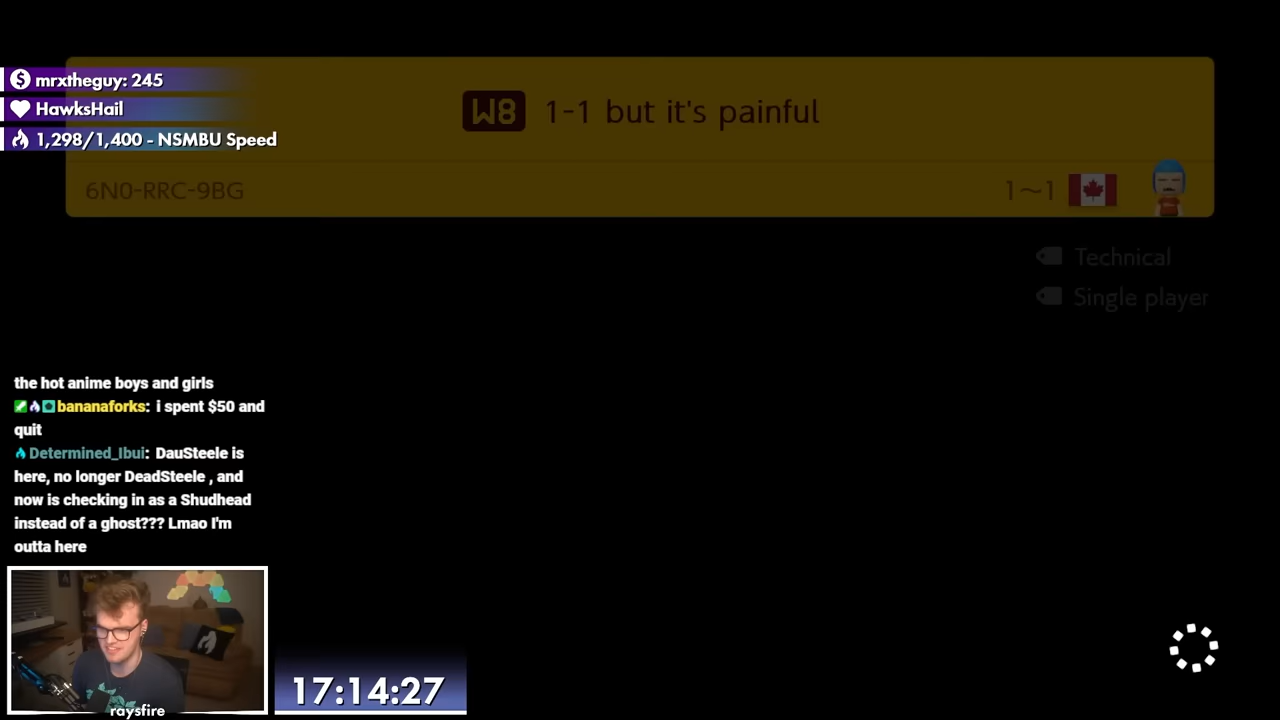 mrxtheguy: 245
HawksHail
1,298/1,400 - NSMBU Speed
W8 1-1 but it's painful
6N0-RRC-9BG
1~1
Technical
Single player
the hot anime boys and girls
bananaforks: i spent $50 and
quit
Determined_Ibui: DauSteele is
here, no longer DeadSteele , and
now is checking in as a Shudhead
instead of a ghost??? Lmao I'm
outta here
17:14:27
raysfire